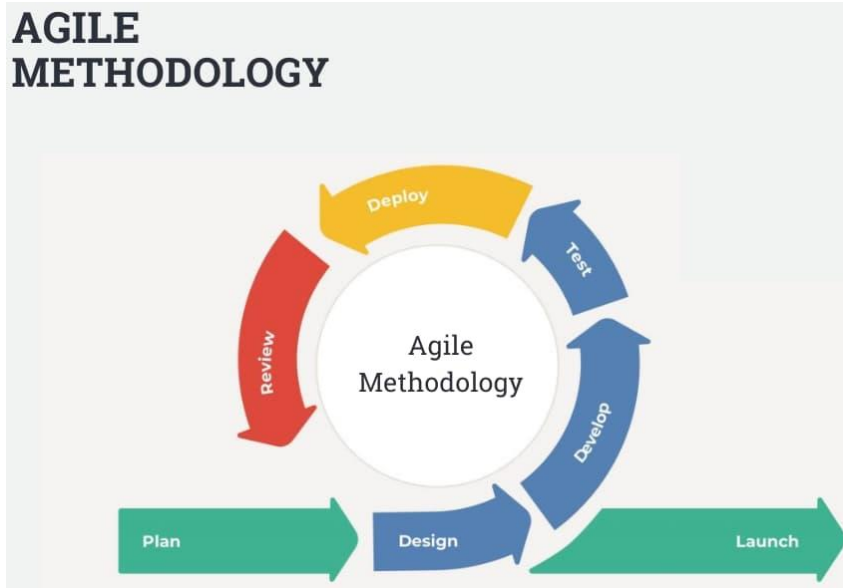 AGILE
METHODOLOGY
Deploy
Test
Review
Agile
Methodology
Develop
Plan
Design
Launch